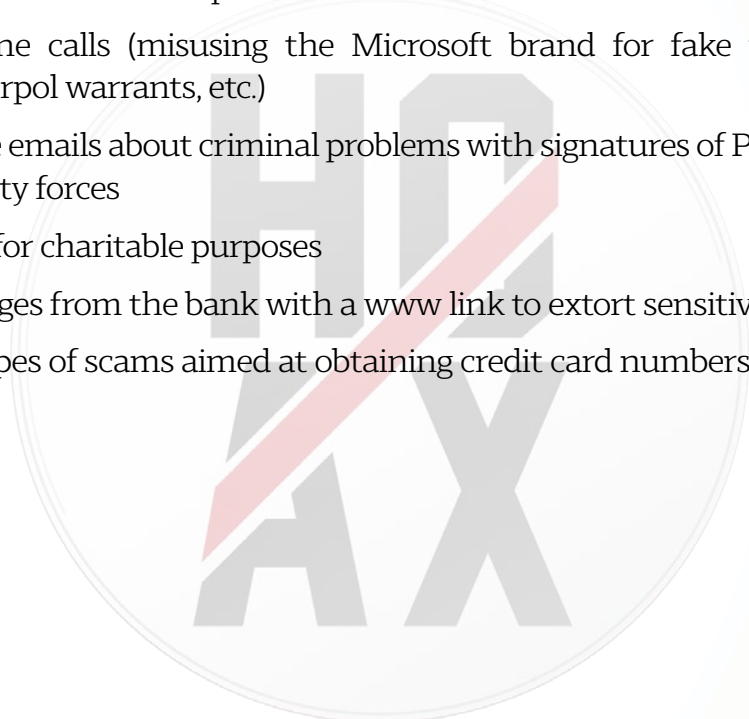 ne calls (misusing the Microsoft brand for fake
rpol warrants, etc.)
emails about criminal problems with signatures of P
ty forces
for charitable purposes
ges from the bank with a www link to extort sensitiv
pes of scams aimed at obtaining credit card numbers
HOAX